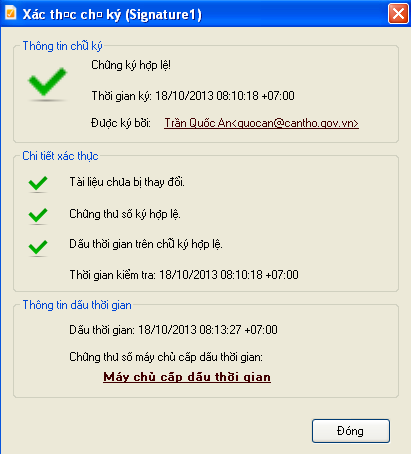 Xác thực chữ ký (Signature1)
Thông tin chữ ký
Chũng ký hợp lệ!
Thời gian ký: 18/10/2013 08:10:18 +07:00
Được ký bởi: Trần Quốc An<quocan@cantho.gov.vn>
Chi tiết xác thực
Tài liệu chưa bị thay đổi.
Chũng thư số ký hợp lệ.
Dấu thời gian trên chữ ký hợp lệ.
Thời gian kiểm tra: 18/10/2013 08:10:18 +07:00
Thông tin dấu thời gian
Dấu thời gian: 18/10/2013 08:13:27 +07:00
Chũng thư số máy chủ cấp dấu thời gian:
Máy chủ cấp dấu thời gian
Đóng